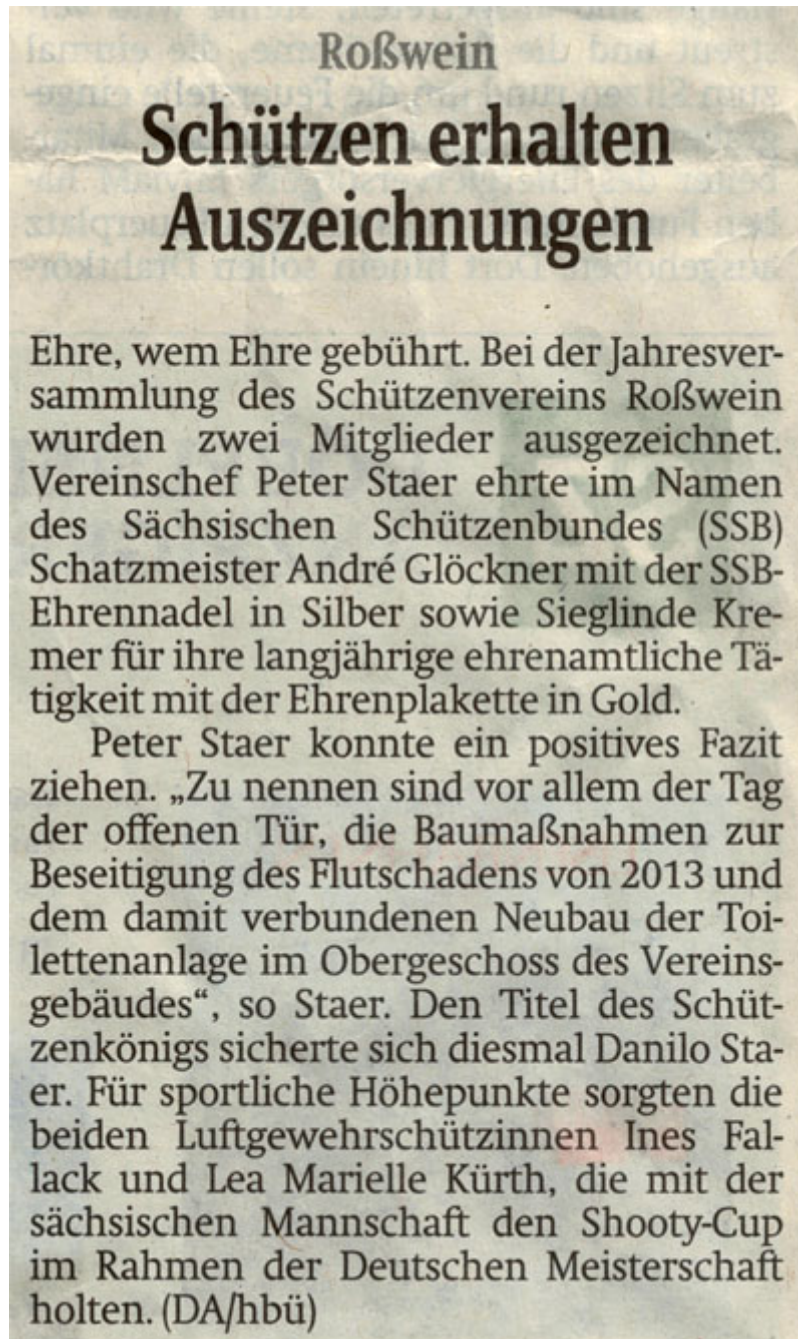 Roßwein
Schützen erhalten
Auszeichnungen
Ehre, wem Ehre gebührt. Bei der Jahresver-
sammlung des Schützenvereins Roßwein
wurden zwei Mitglieder ausgezeichnet.
Vereinschef Peter Staer ehrte im Namen
des Sächsischen Schützenbundes (SSB)
Schatzmeister André Glöckner mit der SSB-
Ehrennadel in Silber sowie Sieglinde Kre-
mer für ihre langjährige ehrenamtliche Tä-
tigkeit mit der Ehrenplakette in Gold.
Peter Staer konnte ein positives Fazit
ziehen. „Zu nennen sind vor allem der Tag
der offenen Tür, die Baumaßnahmen zur
Beseitigung des Flutschadens von 2013 und
dem damit verbundenen Neubau der Toi-
lettenanlage im Obergeschoss des Vereins-
gebäudes“, so Staer. Den Titel des Schüt-
zenkönigs sicherte sich diesmal Danilo Sta-
er. Für sportliche Höhepunkte sorgten die
beiden Luftgewehrschützinnen Ines Fal-
lack und Lea Marielle Kürth, die mit der
sächsischen Mannschaft den Shooty-Cup
im Rahmen der Deutschen Meisterschaft
holten. (DA/hbü)